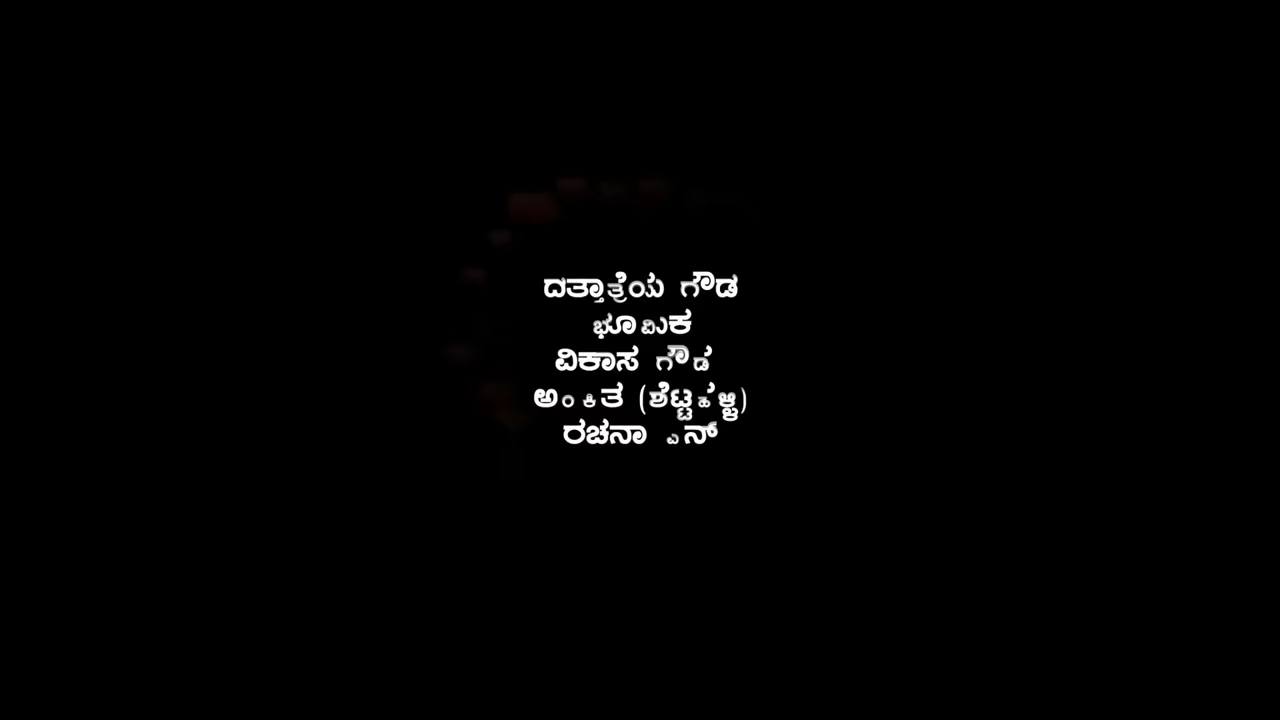 ದತ್ತಾತ್ರೆಯ ಗೌಡ
ಭೂಮಿಕ
ವಿಕಾಸ ಗೌಡ
ಅಂಕಿತ (ಶೆಟ್ಟಹಳ್ಳಿ)
ರಚನಾ ಎನ್